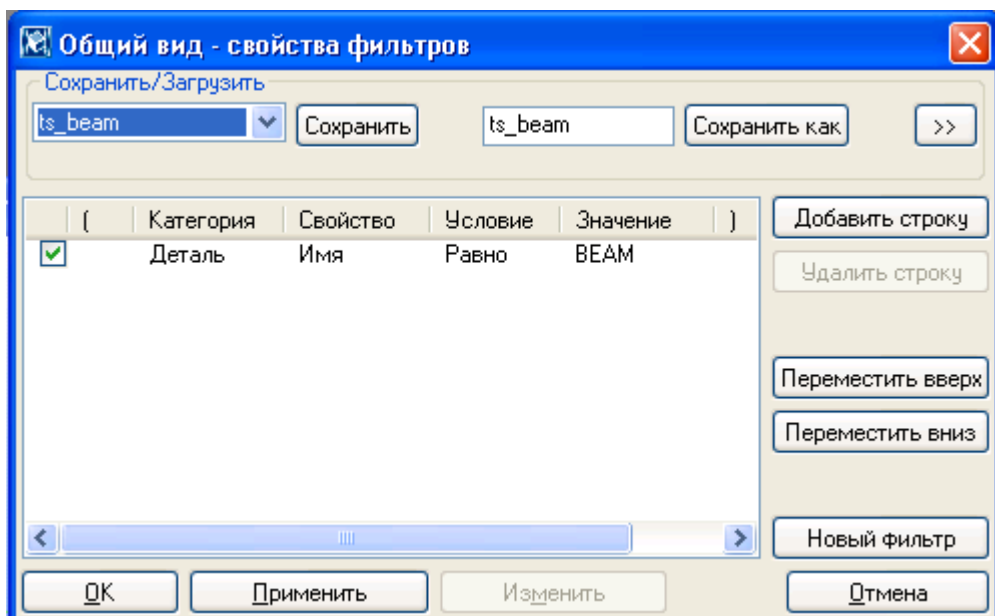 Общий вид - свойства фильтров
Сохранить/Загрузить
ts_beam Сохранить ts_beam Сохранить как >>
( Категория Свойство Условие Значение )
Деталь Имя Равно BEAM
Добавить строку
Удалить строку
Переместить вверх
Переместить вниз
Новый фильтр
OK Применить Изменить Отмена